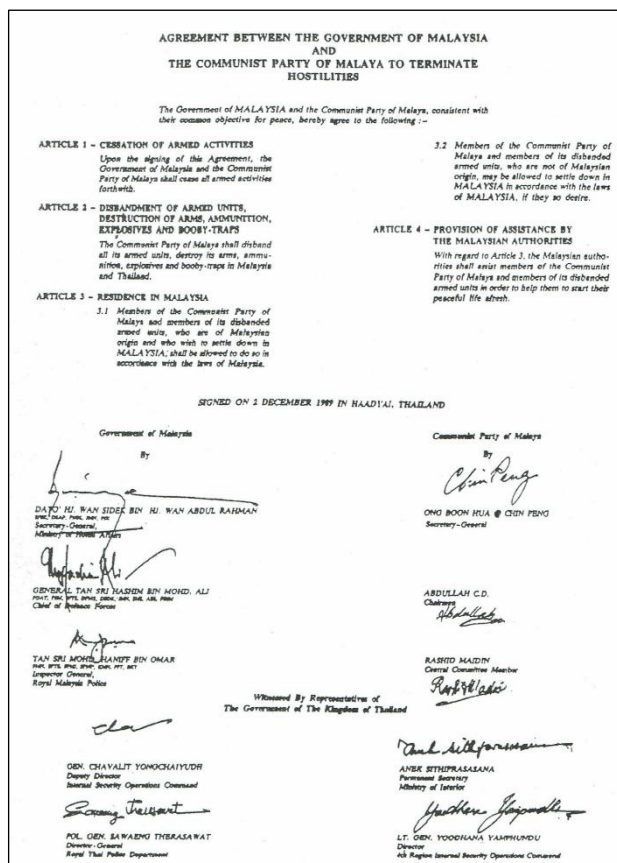 AGREEMENT BETWEEN THE GOVERNMENT OF MALAYSIA
AND
THE COMMUNIST PARTY OF MALAYA TO TERMINATE
HOSTILITIES
The Government of MALAYSIA and the Communist Party of Malaya, consistent with
their common objective for peace, hereby agree to the following :–
ARTICLE 1 – CESSATION OF ARMED ACTIVITIES
Upon the signing of this Agreement, the
Government of Malaysia and the Communist
Party of Malaya shall cease all armed activities
forthwith.
ARTICLE 2 – DISBANDMENT OF ARMED UNITS,
DESTRUCTION OF ARMS, AMMUNITION,
EXPLOSIVES AND BOOBY-TRAPS
The Communist Party of Malaya shall disband
all its armed units, destroy its arms, ammu-
nition, explosives and booby-traps in Malaysia
and Thailand.
ARTICLE 3 – RESIDENCE IN MALAYSIA
3.1 Members of the Communist Party of
Malaya and members of its disbanded
armed units, who are of Malaysian
origin and who wish to settle down in
MALAYSIA, shall be allowed to do so in
accordance with the laws of Malaysia.
3.2 Members of the Communist Party of
Malaya and members of its disbanded
armed units, who are not of Malaysian
origin, may be allowed to settle down in
MALAYSIA in accordance with the laws
of MALAYSIA, if they so desire.
ARTICLE 4 – PROVISION OF ASSISTANCE BY
THE MALAYSIAN AUTHORITIES
With regard to Article 3, the Malaysian autho-
rities shall assist members of the Communist
Party of Malaya and members of its disbanded
armed units in order to help them to start their
peaceful life afresh.
SIGNED ON 2 DECEMBER 1989 IN HAADYAI, THAILAND
Government of Malaysia
By
DATO' HJ. WAN SIDEK BIN HJ. WAN ABDUL RAHMAN
Secretary-General,
Ministry of Home Affairs
GENERAL TAN SRI HASHIM BIN MOHD. ALI
Chief of Defence Forces
TAN SRI MOHD. HANIFF BIN OMAR
Inspector General,
Royal Malaysia Police
Communist Party of Malaya
By
Chin Peng
ONG BOON HUA @ CHIN PENG
Secretary-General
ABDULLAH C.D.
Chairman
Abdullah
RASHID MAIDIN
Central Committee Member
Witnessed By Representatives of
The Government of The Kingdom of Thailand
GEN. CHAVALIT YONGCHAIYUDH
Deputy Director
Internal Security Operations Command
POL. GEN. SAWAENG THERASAWAT
Director-General
Royal Thai Police Department
ANEK SITHIPRASASANA
Permanent Secretary
Ministry of Interior
LT. GEN. YOODHANA YAMPHUNDU
Director
4th Region Internal Security Operations Command